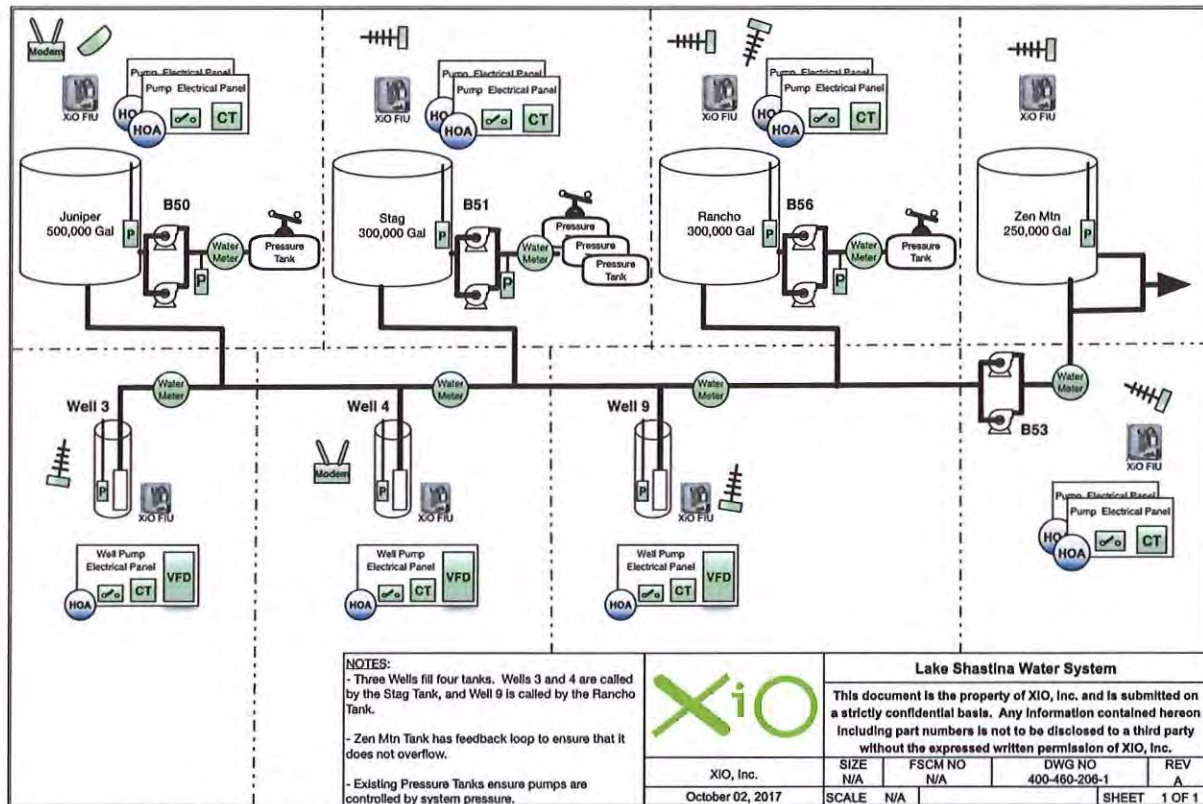 Modem
XiO FIU
Pump Electrical Panel
Pump Electrical Panel
HOA
HOA
CT
XiO FIU
Pump Electrical Panel
Pump Electrical Panel
HOA
HOA
CT
XiO FIU
Pump Electrical Panel
Pump Electrical Panel
HOA
HOA
CT
XiO FIU
Juniper
500,000 Gal
P
B50
Water
Meter
P
Pressure
Tank
Stag
300,000 Gal
P
B51
Water
Meter
P
Pressure
Pressure
Tank
Pressure
Tank
Rancho
300,000 Gal
P
B56
Water
Meter
P
Pressure
Tank
Zen Mtn
250,000 Gal
P
Well 3
Water
Meter
P
XiO FIU
Well Pump
Electrical Panel
HOA
CT
VFD
Well 4
Water
Meter
Modem
P
XiO FIU
Well Pump
Electrical Panel
HOA
CT
VFD
Well 9
Water
Meter
P
XiO FIU
Well Pump
Electrical Panel
HOA
CT
VFD
B53
Water
Meter
XiO FIU
Pump Electrical Panel
Pump Electrical Panel
HO
HOA
CT
NOTES:
- Three Wells fill four tanks. Wells 3 and 4 are called
by the Stag Tank, and Well 9 is called by the Rancho
Tank.
- Zen Mtn Tank has feedback loop to ensure that it
does not overflow.
- Existing Pressure Tanks ensure pumps are
controlled by system pressure.
XiO
XIO, Inc.
October 02, 2017
Lake Shastina Water System
This document is the property of XIO, Inc. and is submitted on
a strictly confidential basis. Any information contained hereon
including part numbers is not to be disclosed to a third party
without the expressed written permission of XIO, Inc.
SIZE
N/A
FSCM NO
N/A
DWG NO
400-460-206-1
REV
A
SCALE N/A
SHEET 1 OF 1